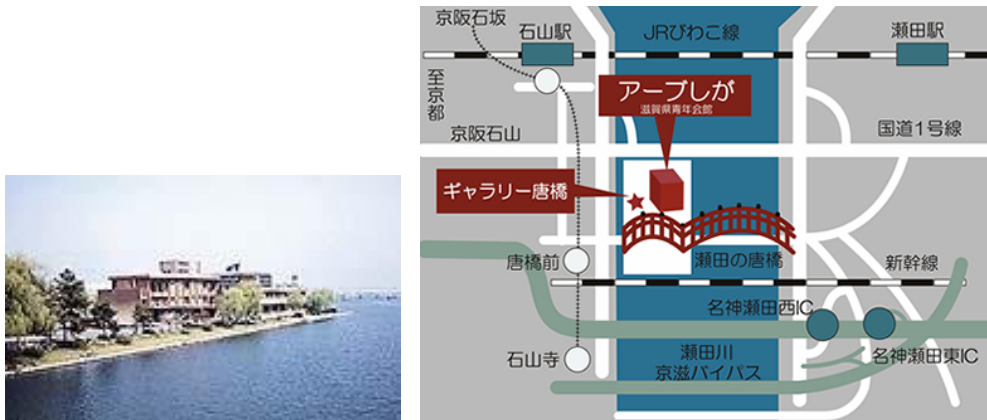 京阪石坂
石山駅
JRびわこ線
瀬田駅
至京都
アーブしが
滋賀県青年会館
京阪石山
国道1号線
ギャラリー唐橋
唐橋前
瀬田の唐橋
新幹線
名神瀬田西IC
石山寺
瀬田川
名神瀬田東IC
京滋バイパス